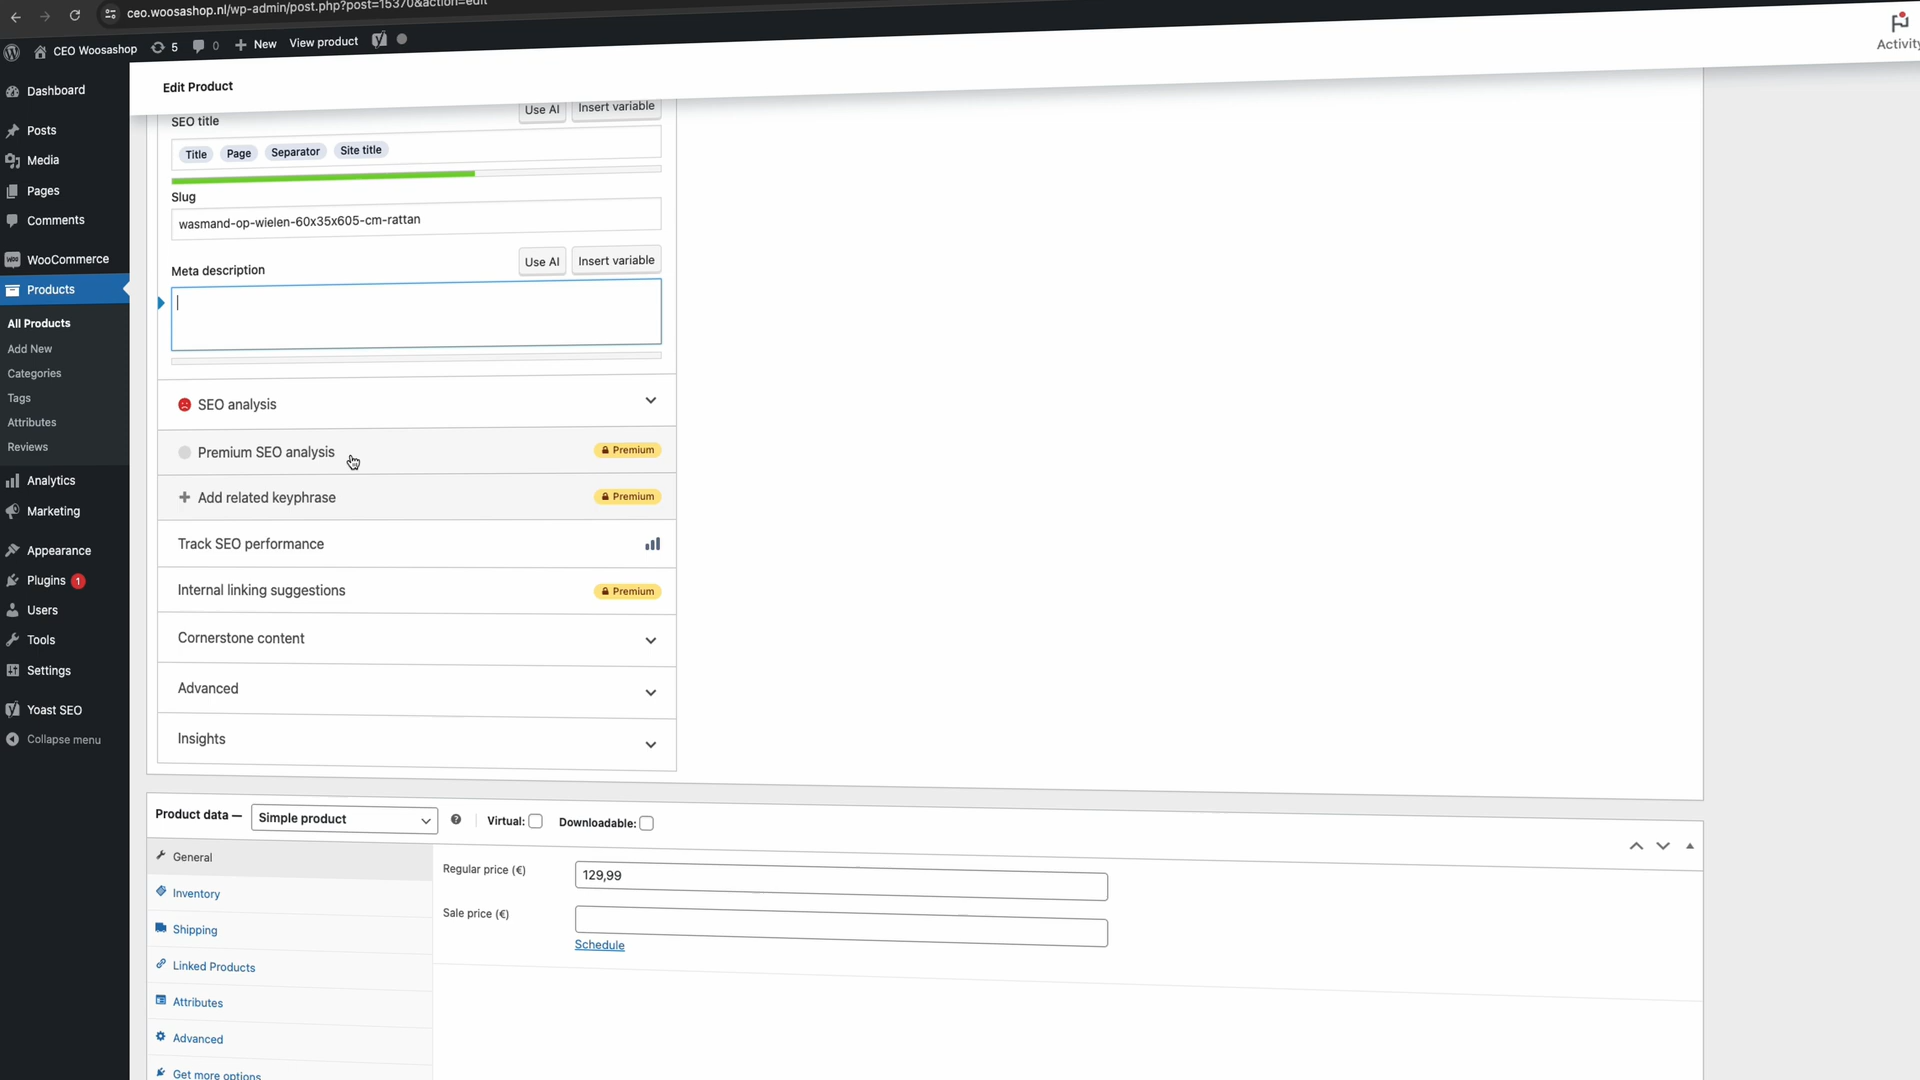 ceo.woosashop.nl/wp-admin/post.php?post=15370&action=edit
CEO Woosashop 5 0 New View product
Activity
Edit Product
Dashboard
Posts
Media
Pages
Comments
WooCommerce
Products
All Products
Add New
Categories
Tags
Attributes
Reviews
Analytics
Marketing
Appearance
Plugins 1
Users
Tools
Settings
Yoast SEO
Collapse menu
SEO title Use AI Insert variable
Title Page Separator Site title
Slug
wasmand-op-wielen-60x35x605-cm-rattan
Meta description Use AI Insert variable
SEO analysis
Premium SEO analysis Premium
Add related keyphrase Premium
Track SEO performance
Internal linking suggestions Premium
Cornerstone content
Advanced
Insights
Product data — Simple product Virtual: Downloadable:
General
Inventory
Shipping
Linked Products
Attributes
Advanced
Get more options
Regular price (€) 129,99
Sale price (€)
Schedule